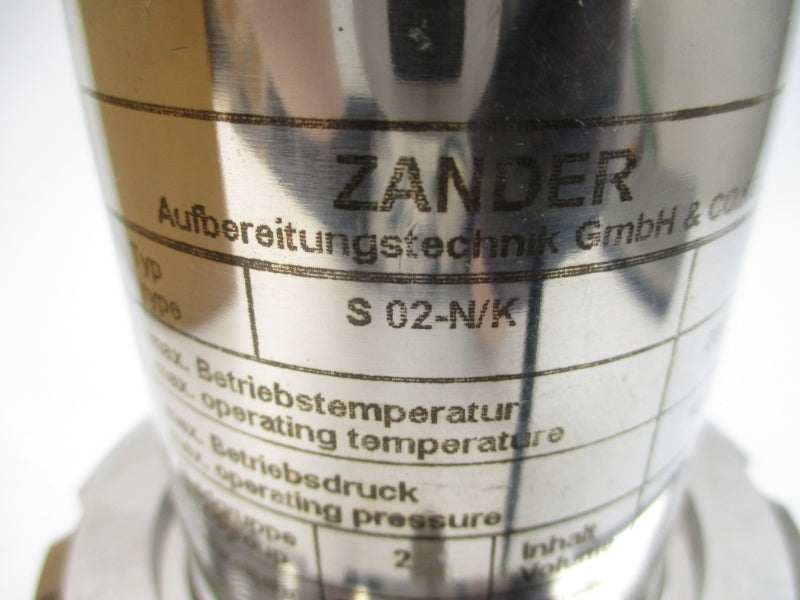 ZANDER
Aufbereitungstechnik GmbH & CO.
Typ
type
S 02-N/K
max. Betriebstemperatur
max. operating temperature
max. Betriebsdruck
max. operating pressure
2
Inhalt
Volume